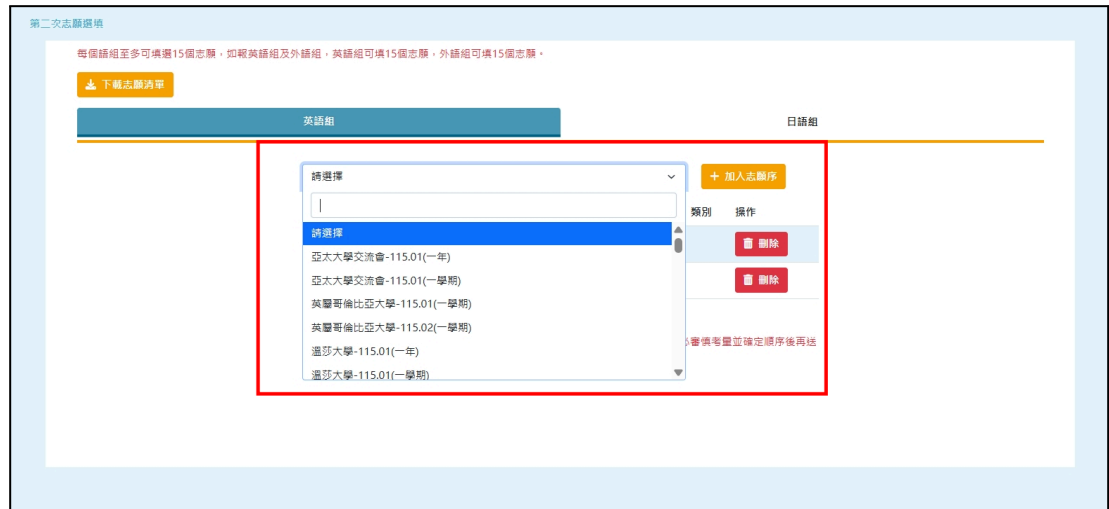 第二次志願選填
每個語組至多可填選15個志願，如報英語組及外語組，英語組可填15個志願，外語組可填15個志願。
下載志願清單
英語組
日語組
請選擇
加入志願序
類別 操作
請選擇
刪除
亞太大學交流會-115.01(一年)
亞太大學交流會-115.01(一學期)
刪除
英屬哥倫比亞大學-115.01(一學期)
英屬哥倫比亞大學-115.02(一學期)
審慎考量並確定順序後再送
溫莎大學-115.01(一年)
溫莎大學-115.01(一學期)